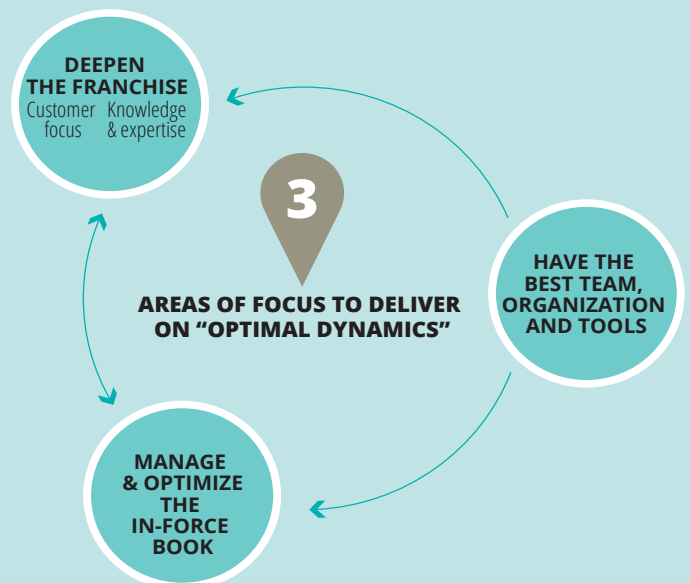 DEEPEN
THE FRANCHISE
Customer Knowledge
focus & expertise
3
AREAS OF FOCUS TO DELIVER
ON “OPTIMAL DYNAMICS”
HAVE THE
BEST TEAM,
ORGANIZATION
AND TOOLS
MANAGE
& OPTIMIZE
THE
IN-FORCE
BOOK